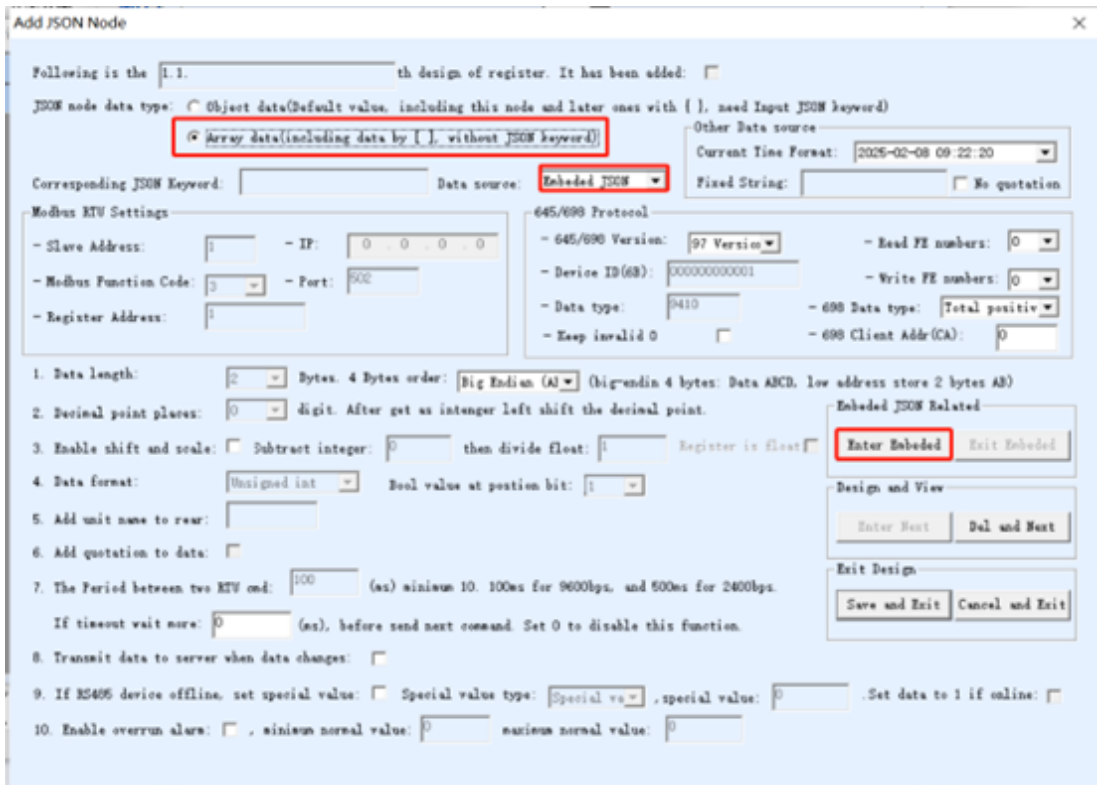 Add JSON Node
Following is the 1.1. th design of register. It has been added:
JSON node data type: Object data(Default value, including this node and later ones with { }, need Input JSON keyword)
Array data(including data by [ ], without JSON keyword)
Other Data source
Current Time Format: 2025-02-08 09:22:20
Corresponding JSON Keyword: Data source: Embeded JSON Fixed String: No quotation
Modbus RTU Settings
- Slave Address: 1 - IP: 0 . 0 . 0 . 0
- Modbus Function Code: 3 - Port: 502
- Register Address: 1
645/698 Protocol
- 645/698 Version: 97 Versio - Read FE numbers: 0
- Device ID(6B): 000000000001 - Write FE numbers: 0
- Data type: 9410 - 698 Data type: Total positiv
- Keep invalid 0 - 698 Client Addr(CA): 0
1. Data length: 2 Bytes. 4 Bytes order: Big Endian (AB (big-endin 4 bytes: Data ABCD, low address store 2 bytes AB)
2. Decimal point places: 0 digit. After get as intenger left shift the decimal point.
3. Enable shift and scale: Subtract integer: 0 then divide float: 1 Register is float
4. Data format: Unsigned int Bool value at postion bit: 1
5. Add unit name to rear:
6. Add quotation to data:
7. The Period between two RTU cmd: 100 (ms) minimum 10. 100ms for 9600bps, and 500ms for 2400bps.
If timeout wait more: 0 (ms), before send next command. Set 0 to disable this function.
8. Transmit data to server when data changes:
9. If RS485 device offline, set special value: Special value type: Special va , special value: 0 .Set data to 1 if online:
10. Enable overrun alarm: , minimum normal value: 0 maximum normal value: 0
Embeded JSON Related
Enter Embeded Exit Embeded
Design and View
Enter Next Del and Next
Exit Design
Save and Exit Cancel and Exit